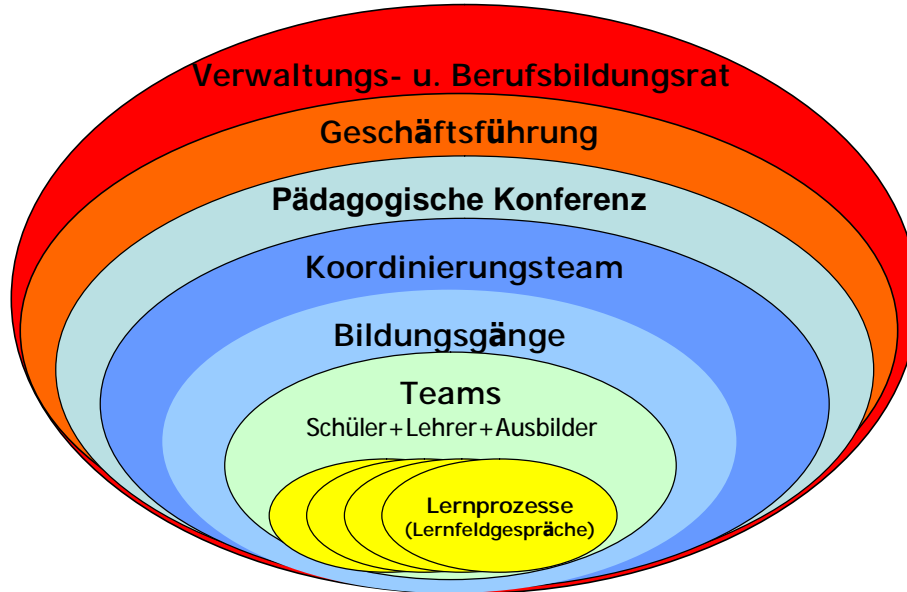 Verwaltungs- u. Berufsbildungsrat
Geschäftsführung
Pädagogische Konferenz
Koordinierungsteam
Bildungsgänge
Teams
Schüler+Lehrer+Ausbilder
Lernprozesse
(Lernfeldgespräche)